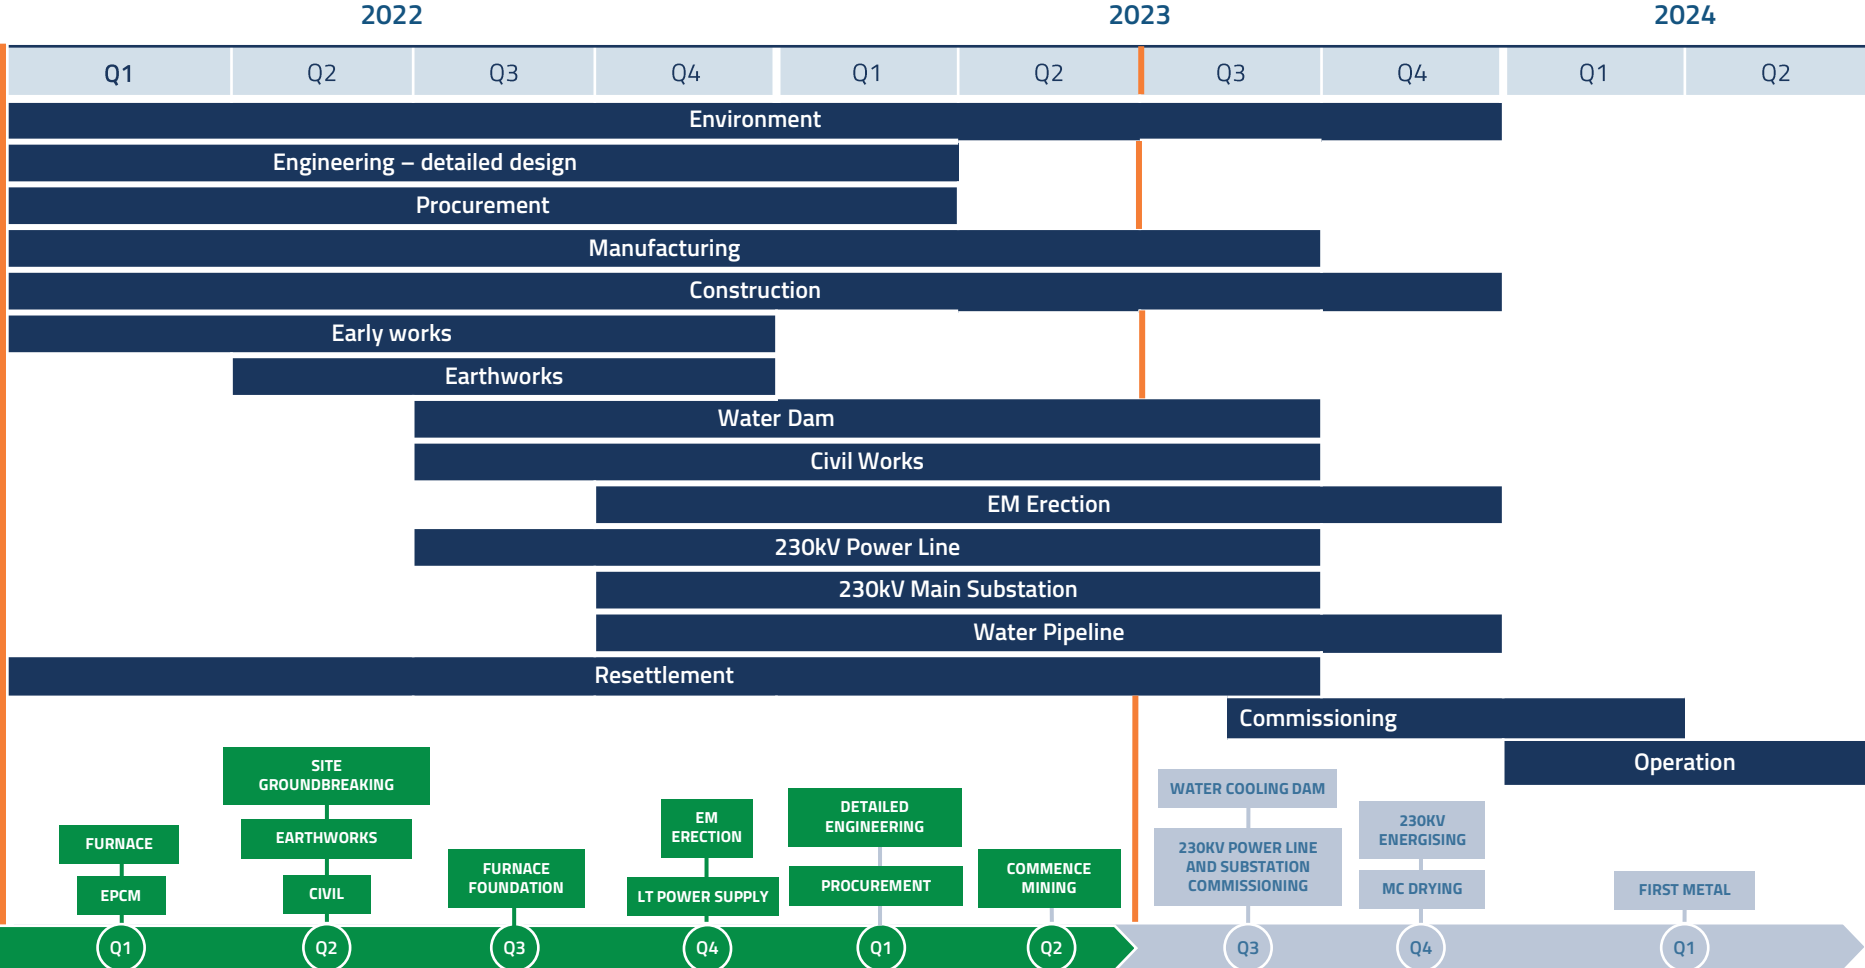 2022
2023
2024
Q1
Q2
Q3
Q4
Q1
Q2
Q3
Q4
Q1
Q2
Environment
Engineering – detailed design
Procurement
Manufacturing
Construction
Early works
Earthworks
Water Dam
Civil Works
EM Erection
230kV Power Line
230kV Main Substation
Water Pipeline
Resettlement
Commissioning
Operation
FURNACE
EPCM
SITE
GROUNDBREAKING
EARTHWORKS
CIVIL
FURNACE
FOUNDATION
EM
ERECTION
LT POWER SUPPLY
DETAILED
ENGINEERING
PROCUREMENT
COMMENCE
MINING
WATER COOLING DAM
230KV POWER LINE
AND SUBSTATION
COMMISSIONING
230KV
ENERGISING
MC DRYING
FIRST METAL
Q1
Q2
Q3
Q4
Q1
Q2
Q3
Q4
Q1